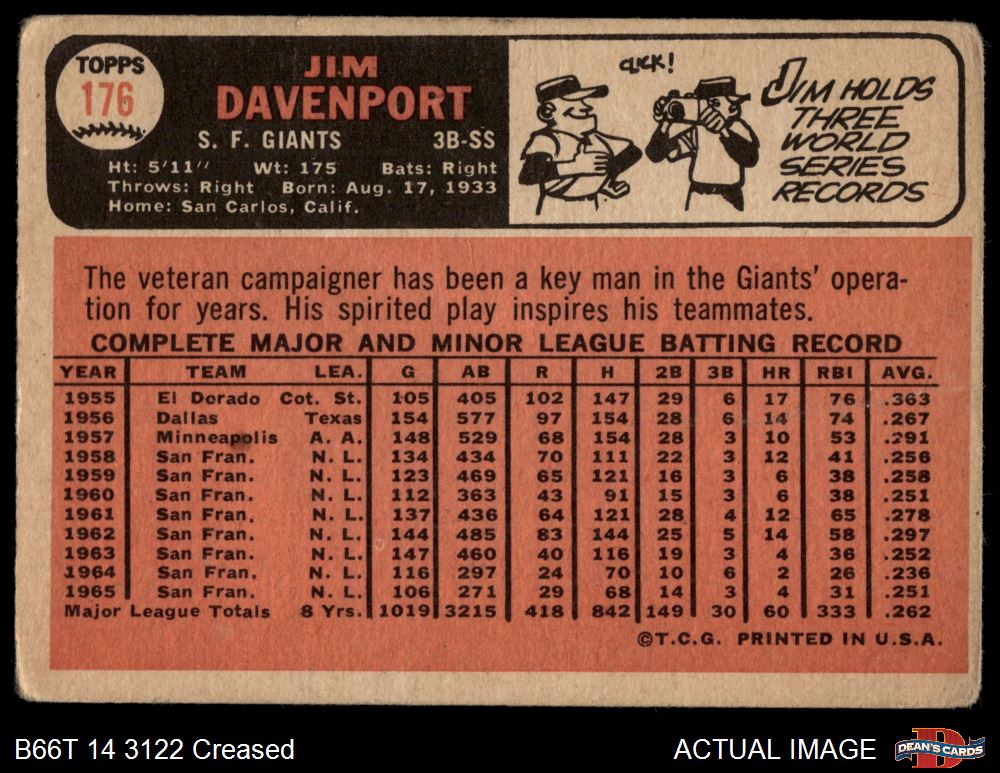 TOPPS
176
JIM
DAVENPORT
S. F. GIANTS 3B-SS
Ht: 5'11" Wt: 175 Bats: Right
Throws: Right Born: Aug. 17, 1933
Home: San Carlos, Calif.
CLICK!
JIM HOLDS
THREE
WORLD
SERIES
RECORDS
The veteran campaigner has been a key man in the Giants' opera-
tion for years. His spirited play inspires his teammates.
COMPLETE MAJOR AND MINOR LEAGUE BATTING RECORD
YEAR TEAM LEA. G AB R H 2B 3B HR RBI AVG.
1955 El Dorado Cot. St. 105 405 102 147 29 6 17 76 .363
1956 Dallas Texas 154 577 97 154 28 6 14 74 .267
1957 Minneapolis A. A. 148 529 68 154 28 3 10 53 .291
1958 San Fran. N. L. 134 434 70 111 22 3 12 41 .256
1959 San Fran. N. L. 123 469 65 121 16 3 6 38 .258
1960 San Fran. N. L. 112 363 43 91 15 3 6 38 .251
1961 San Fran. N. L. 137 436 64 121 28 4 12 65 .278
1962 San Fran. N. L. 144 485 83 144 25 5 14 58 .297
1963 San Fran. N. L. 147 460 40 116 19 3 4 36 .252
1964 San Fran. N. L. 116 297 24 70 10 6 2 26 .236
1965 San Fran. N. L. 106 271 29 68 14 3 4 31 .251
Major League Totals 8 Yrs. 1019 3215 418 842 149 30 60 333 .262
©T.C.G. PRINTED IN U.S.A.
B66T 14 3122 Creased
ACTUAL IMAGE
DEAN'S CARDS